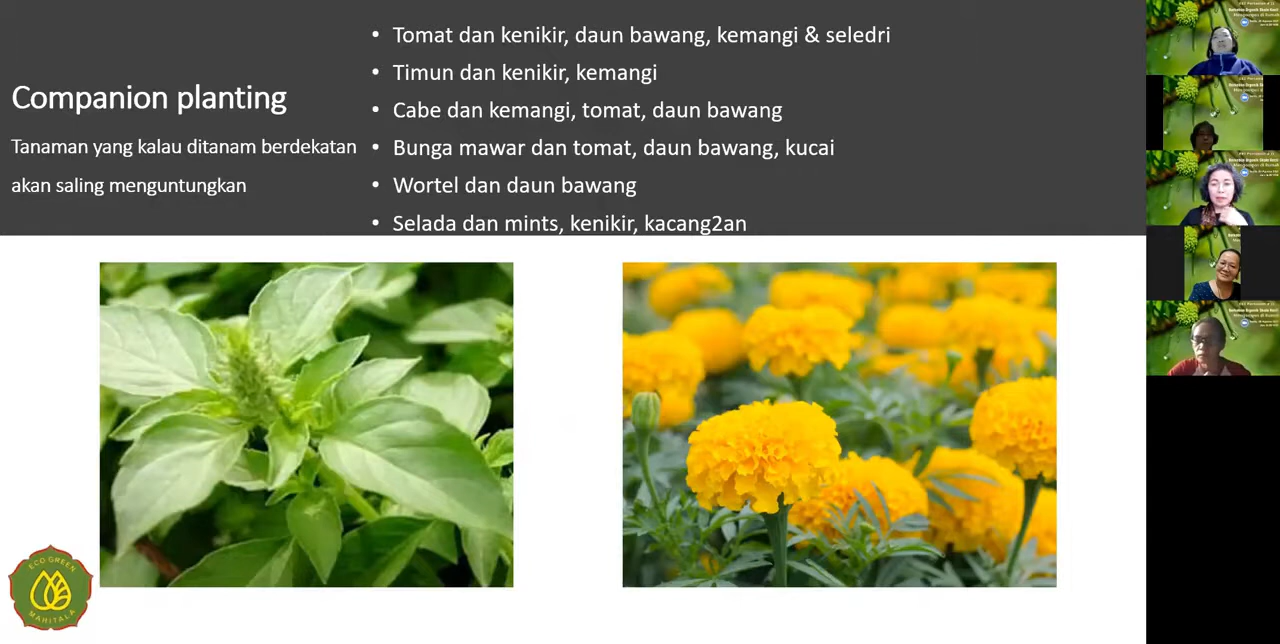 Companion planting
Tanaman yang kalau ditanam berdekatan
akan saling menguntungkan
• Tomat dan kenikir, daun bawang, kemangi & seledri
• Timun dan kenikir, kemangi
• Cabe dan kemangi, tomat, daun bawang
• Bunga mawar dan tomat, daun bawang, kucai
• Wortel dan daun bawang
• Selada dan mints, kenikir, kacang2an
ECO GREEN
MAHITALA